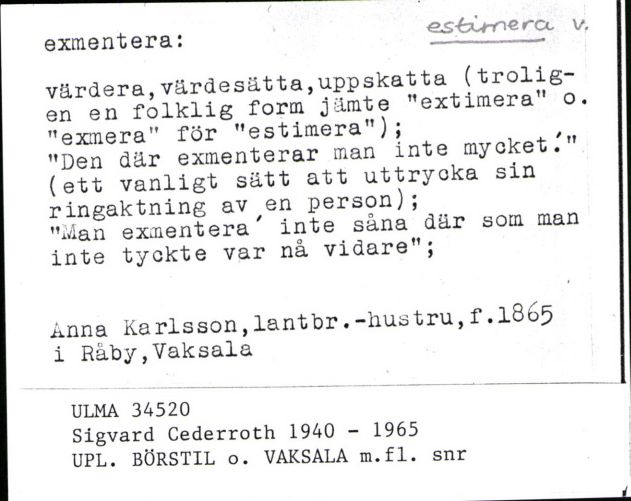 estimera v.
exmentera:
värdera,värdesätta,uppskatta (trolig-
en en folklig form jämte "extimera" o.
"exmera" för "estimera");
"Den där exmenterar man inte mycket!"
(ett vanligt sätt att uttrycka sin
ringaktning av en person);
"Man exmentera´ inte såna där som man
inte tyckte var nå vidare";
Anna Karlsson,lantbr.-hustru,f.1865
i Råby,Vaksala
ULMA 34520
Sigvard Cederroth 1940 - 1965
UPL. BÖRSTIL o. VAKSALA m.fl. snr